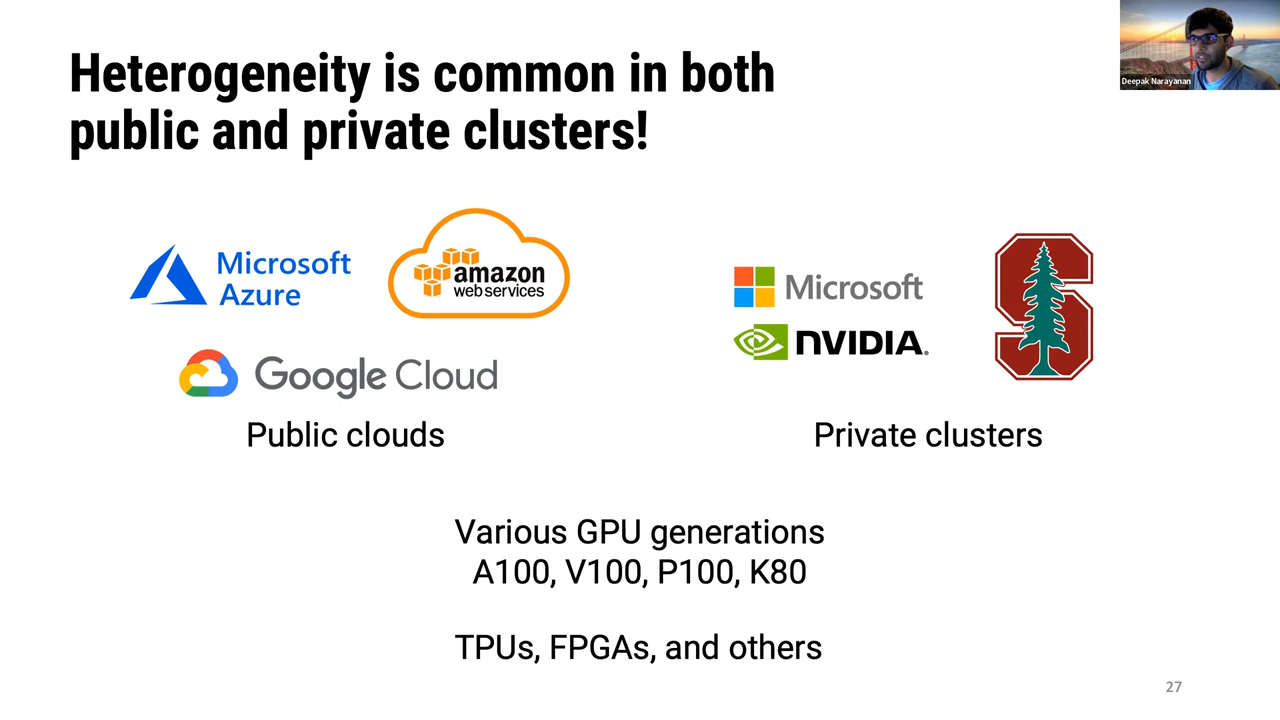 Heterogeneity is common in both
public and private clusters!
Deepak Narayanan
Microsoft
Azure
amazon
web services
Google Cloud
Public clouds
Microsoft
NVIDIA.
Private clusters
Various GPU generations
A100, V100, P100, K80
TPUs, FPGAs, and others
27